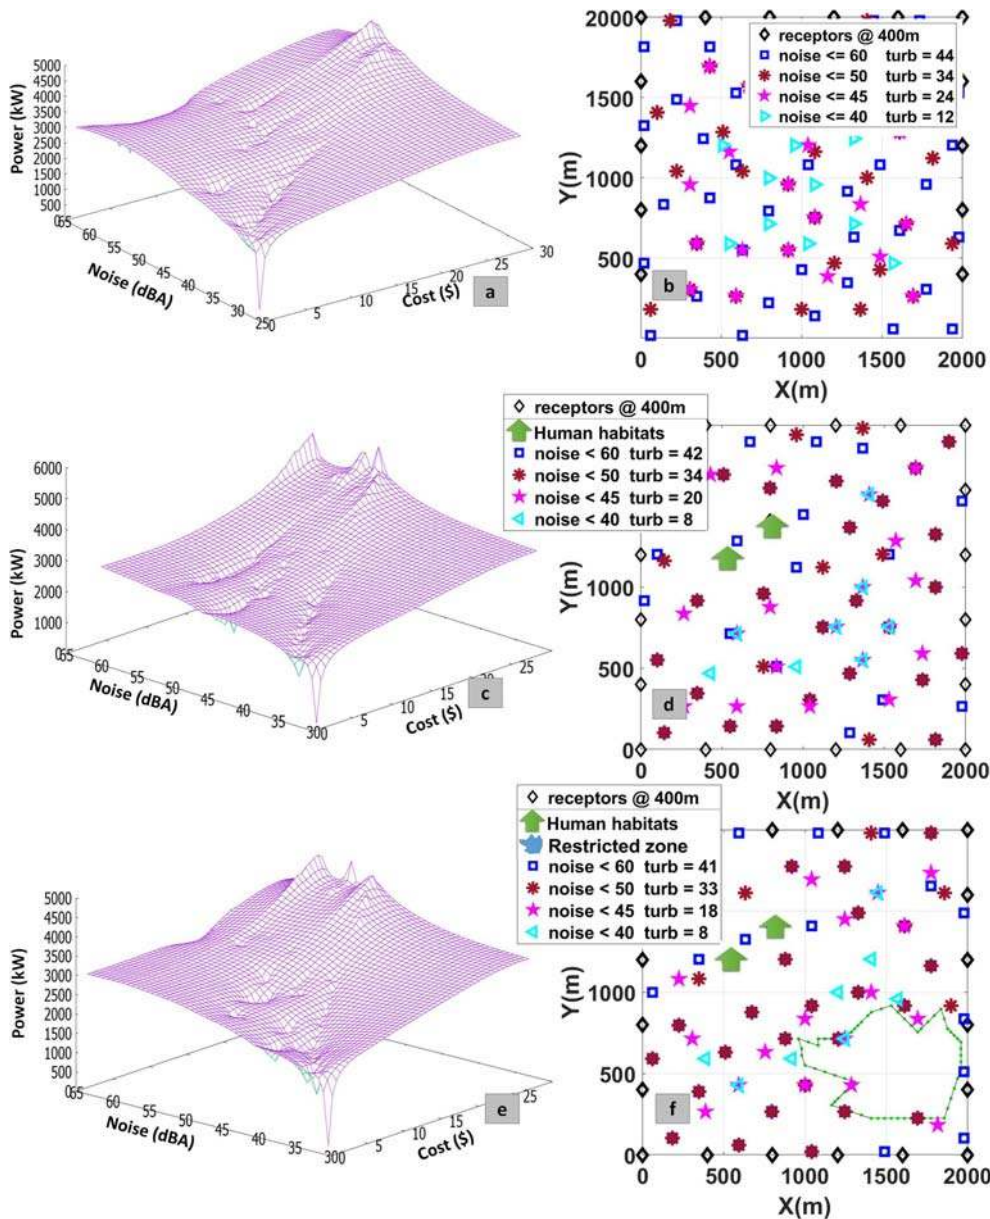 5000
4500
4000
3500
3000
2500
2000
1500
1000
500
Power (kW)
65
60
55
50
45
40
35
30
250
Noise (dBA)
5
10
15
20
25
30
Cost ($)
a
2000
1500
1000
500
Y(m)
receptors @ 400m
noise <= 60 turb = 44
noise <= 50 turb = 34
noise <= 45 turb = 24
noise <= 40 turb = 12
b
0 500 1000 1500 2000
X(m)
6000
5000
4000
3000
2000
1000
0
Power (kW)
65
60
55
50
45
40
35
300
Noise (dBA)
5
10
15
20
25
Cost ($)
c
receptors @ 400m
Human habitats
noise < 60 turb = 42
noise < 50 turb = 34
noise < 45 turb = 20
noise < 40 turb = 8
1000
500
0
Y(m)
d
0 500 1000 1500 2000
X(m)
5000
4500
4000
3500
3000
2500
2000
1500
1000
500
0
Power (kW)
65
60
55
50
45
40
35
300
Noise (dBA)
5
10
15
20
25
Cost ($)
e
receptors @ 400m
Human habitats
Restricted zone
noise < 60 turb = 41
noise < 50 turb = 33
noise < 45 turb = 18
noise < 40 turb = 8
1000
500
0
Y(m)
f
0 500 1000 1500 2000
X(m)